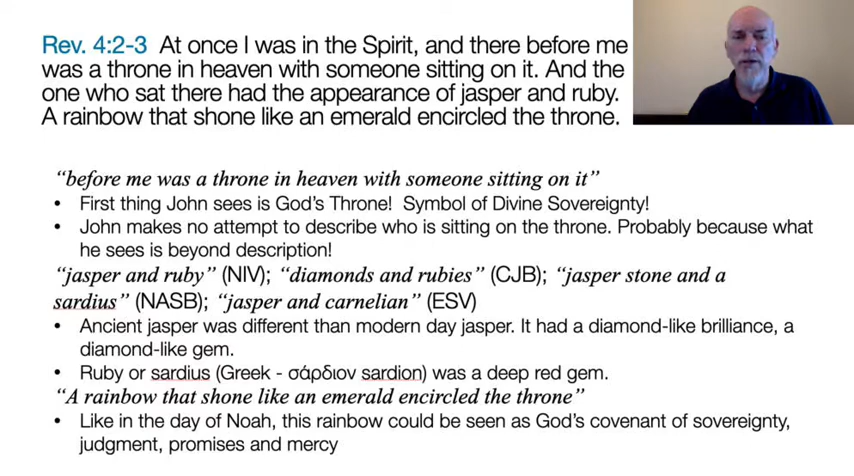 Rev. 4:2-3 At once I was in the Spirit, and there before me
was a throne in heaven with someone sitting on it. And the
one who sat there had the appearance of jasper and ruby.
A rainbow that shone like an emerald encircled the throne.
“before me was a throne in heaven with someone sitting on it”
• First thing John sees is God’s Throne! Symbol of Divine Sovereignty!
• John makes no attempt to describe who is sitting on the throne. Probably because what
he sees is beyond description!
“jasper and ruby” (NIV); “diamonds and rubies” (CJB); “jasper stone and a
sardius” (NASB); “jasper and carnelian” (ESV)
• Ancient jasper was different than modern day jasper. It had a diamond-like brilliance, a
diamond-like gem.
• Ruby or sardius (Greek - σάρδιον sardion) was a deep red gem.
“A rainbow that shone like an emerald encircled the throne”
• Like in the day of Noah, this rainbow could be seen as God’s covenant of sovereignty,
judgment, promises and mercy